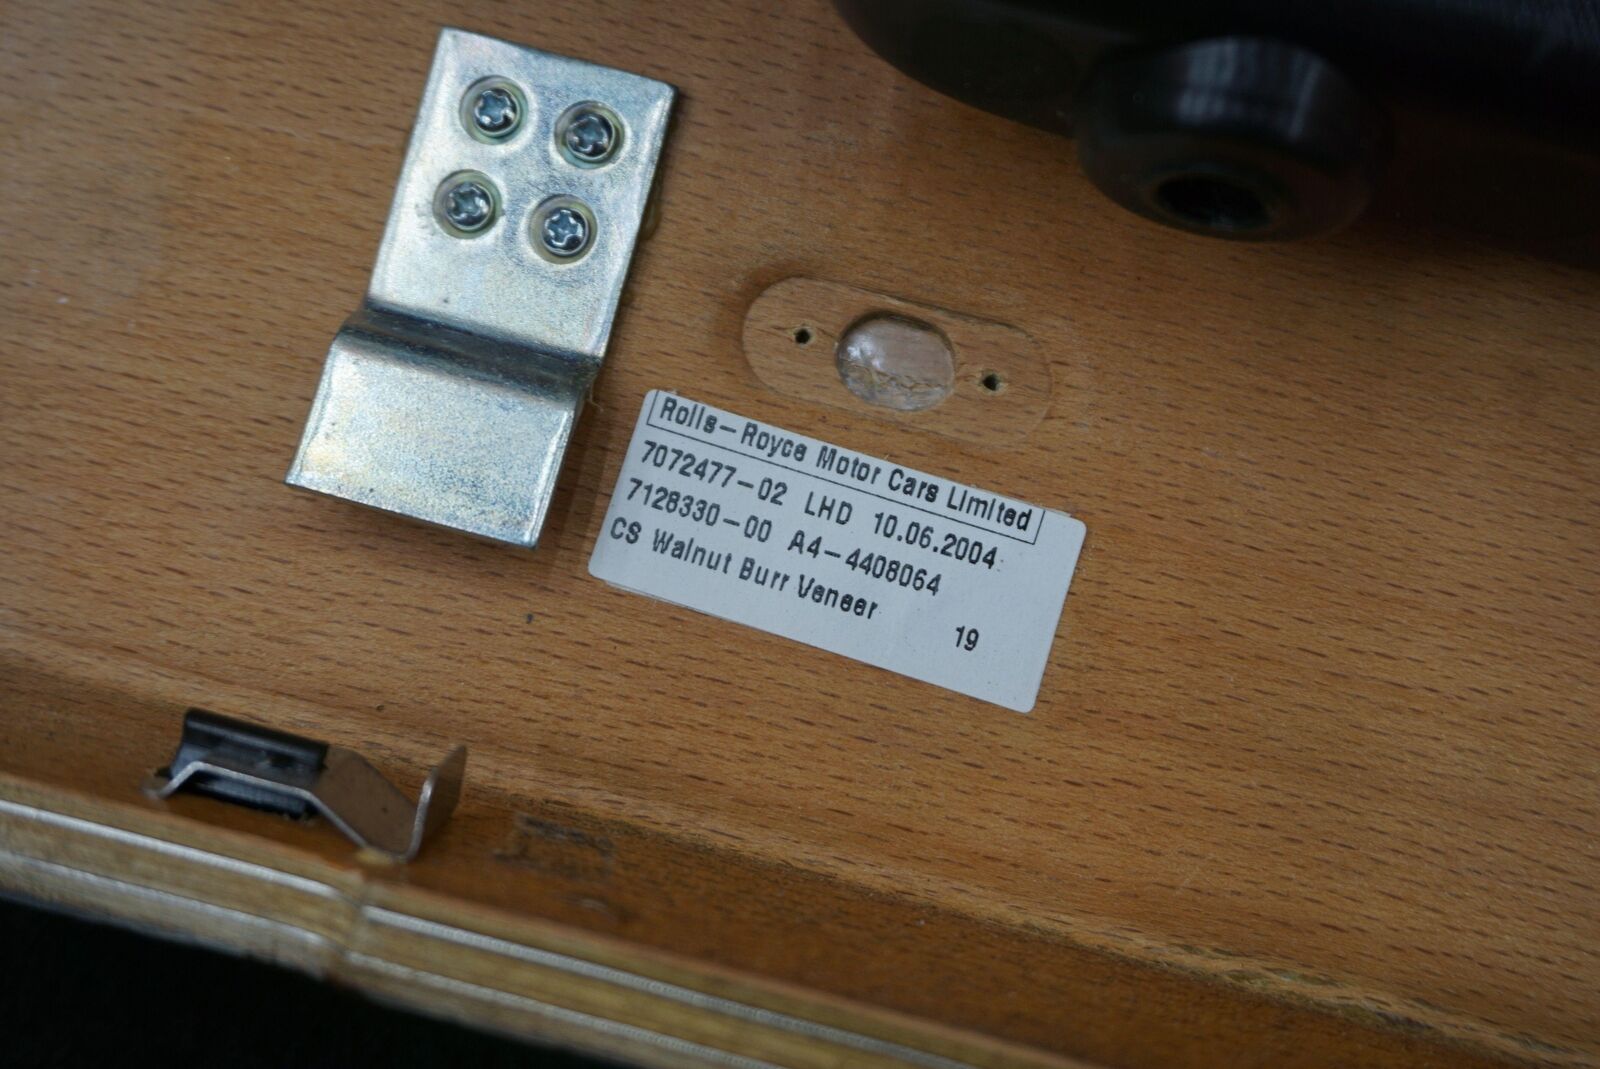 Rolls-Royce Motor Cars Limited
7072477-02 LHD 10.06.2004
7128330-00 A4-4408064
CS Walnut Burr Veneer
19